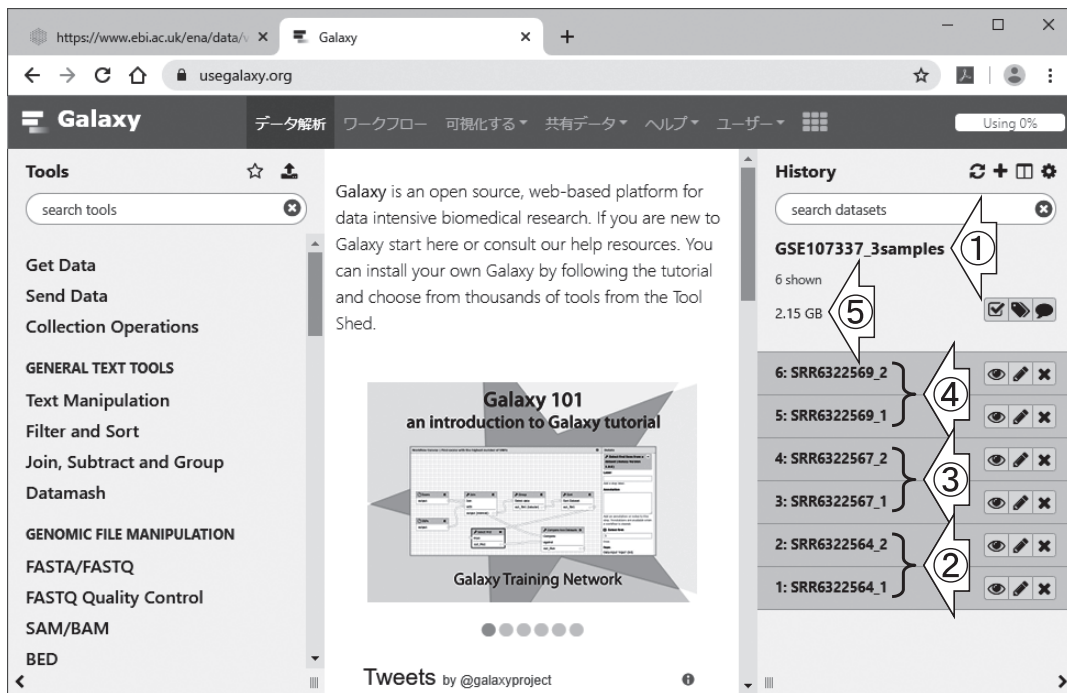 https://www.ebi.ac.uk/ena/data/v
Galaxy
usegalaxy.org
Galaxy
データ解析 ワークフロー 可視化する 共有データ ヘルプ ユーザー
Using 0%
Tools
search tools
Get Data
Send Data
Collection Operations
GENERAL TEXT TOOLS
Text Manipulation
Filter and Sort
Join, Subtract and Group
Datamash
GENOMIC FILE MANIPULATION
FASTA/FASTQ
FASTQ Quality Control
SAM/BAM
BED
Galaxy is an open source, web-based platform for
data intensive biomedical research. If you are new to
Galaxy start here or consult our help resources. You
can install your own Galaxy by following the tutorial
and choose from thousands of tools from the Tool
Shed.
Galaxy 101
an introduction to Galaxy tutorial
Galaxy Training Network
Tweets by @galaxyproject
History
search datasets
GSE107337_3samples
①
6 shown
2.15 GB
⑤
6: SRR6322569_2
5: SRR6322569_1
④
4: SRR6322567_2
3: SRR6322567_1
③
2: SRR6322564_2
1: SRR6322564_1
②